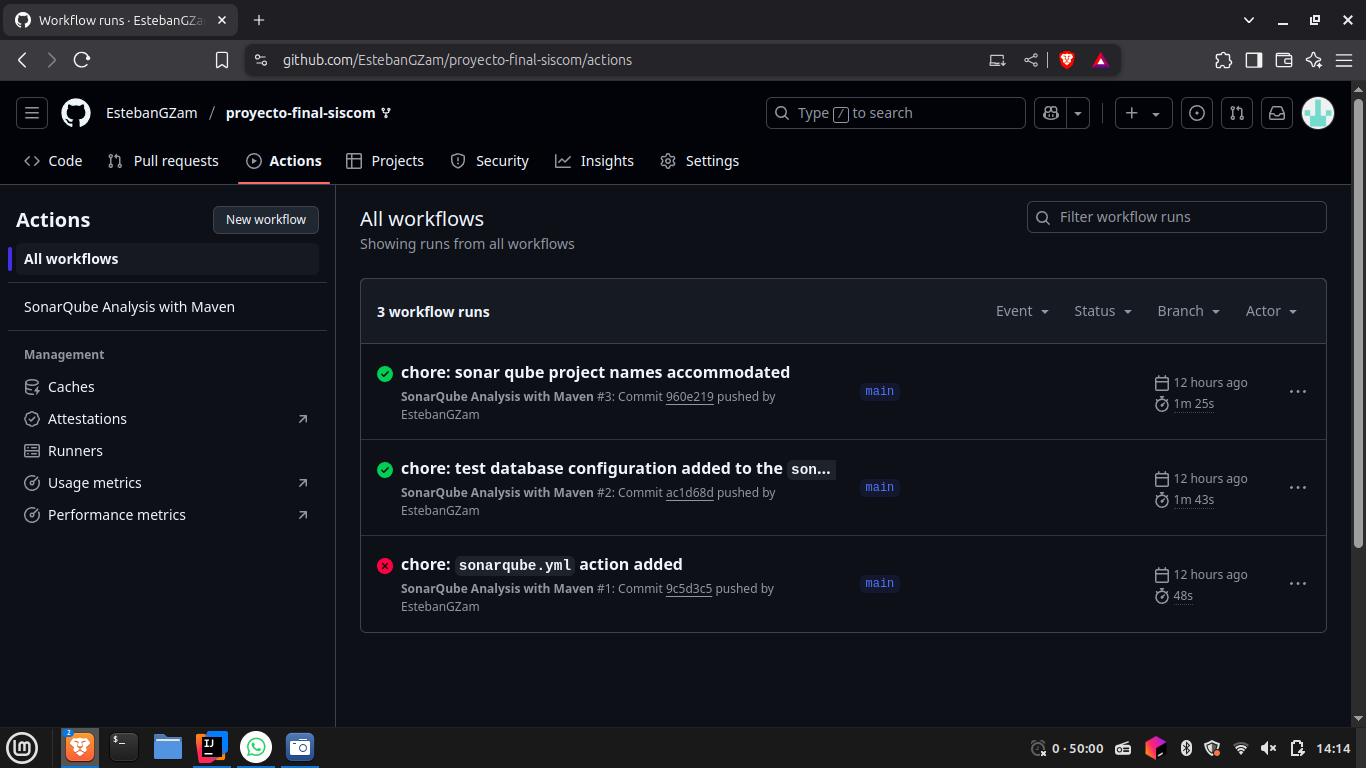 Workflow runs · EstebanGZa
github.com/EstebanGZam/proyecto-final-siscom/actions
EstebanGZam / proyecto-final-siscom
Type / to search
Code
Pull requests
Actions
Projects
Security
Insights
Settings
Actions
New workflow
All workflows
SonarQube Analysis with Maven
Management
Caches
Attestations
Runners
Usage metrics
Performance metrics
All workflows
Showing runs from all workflows
Filter workflow runs
3 workflow runs
Event
Status
Branch
Actor
chore: sonar qube project names accommodated
SonarQube Analysis with Maven #3: Commit 960e219 pushed by
EstebanGZam
main
12 hours ago
1m 25s
chore: test database configuration added to the son...
SonarQube Analysis with Maven #2: Commit ac1d68d pushed by
EstebanGZam
main
12 hours ago
1m 43s
chore: sonarqube.yml action added
SonarQube Analysis with Maven #1: Commit 9c5d3c5 pushed by
EstebanGZam
main
12 hours ago
48s
2
$_
IJ
0 · 50:00
14:14